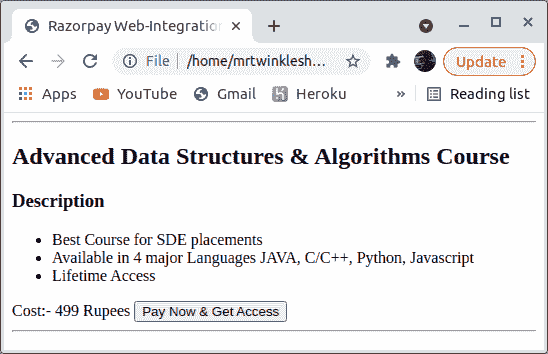 Razorpay Web-Integration
File /home/mrtwinklesh... Update
Apps YouTube Gmail Heroku » Reading list
Advanced Data Structures & Algorithms Course
Description
• Best Course for SDE placements
• Available in 4 major Languages JAVA, C/C++, Python, Javascript
• Lifetime Access
Cost:- 499 Rupees Pay Now & Get Access